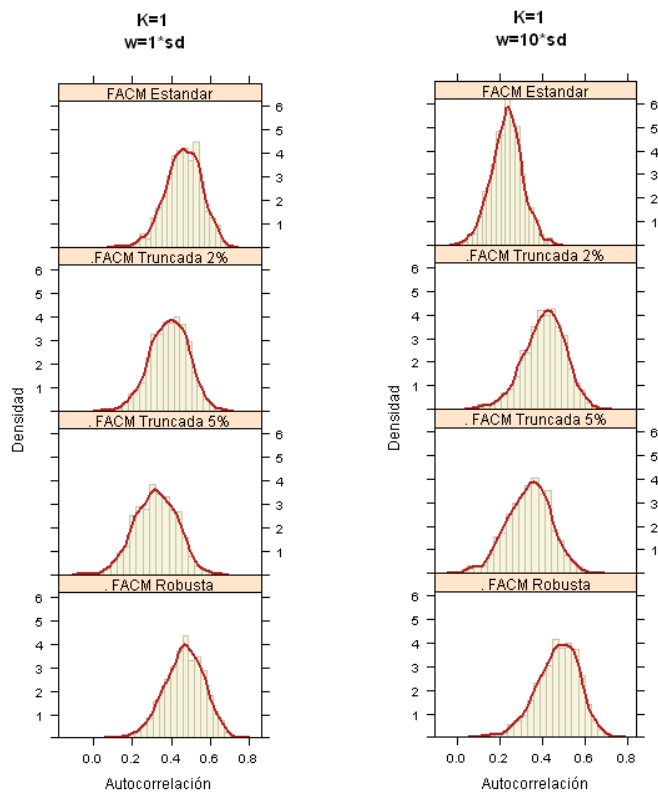 K=1
w=1*sd
FACM Estandar
6
5
4
3
2
1
.FACM Truncada 2%
6
5
4
3
2
1
. FACM Truncada 5%
6
5
4
3
2
1
. FACM Robusta
6
5
4
3
2
1
0.0 0.2 0.4 0.6 0.8
Autocorrelación
Densidad
K=1
w=10*sd
FACM Estandar
6
5
4
3
2
1
.FACM Truncada 2%
6
5
4
3
2
1
. FACM Truncada 5%
6
5
4
3
2
1
. FACM Robusta
6
5
4
3
2
1
0.0 0.2 0.4 0.6 0.8
Autocorrelación
Densidad